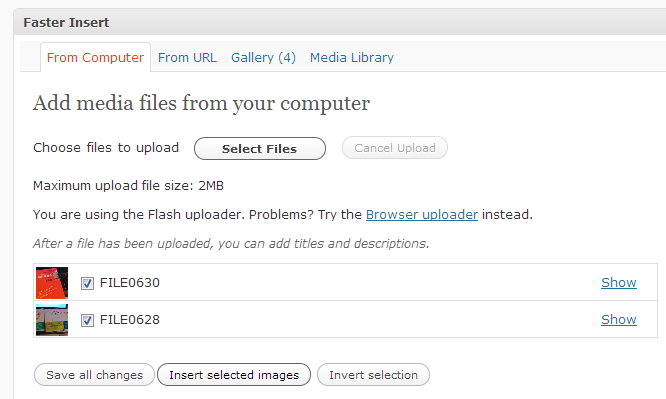 Faster Insert
From Computer From URL Gallery (4) Media Library
Add media files from your computer
Choose files to upload Select Files Cancel Upload
Maximum upload file size: 2MB
You are using the Flash uploader. Problems? Try the Browser uploader instead.
After a file has been uploaded, you can add titles and descriptions.
FILE0630 Show
FILE0628 Show
Save all changes Insert selected images Invert selection